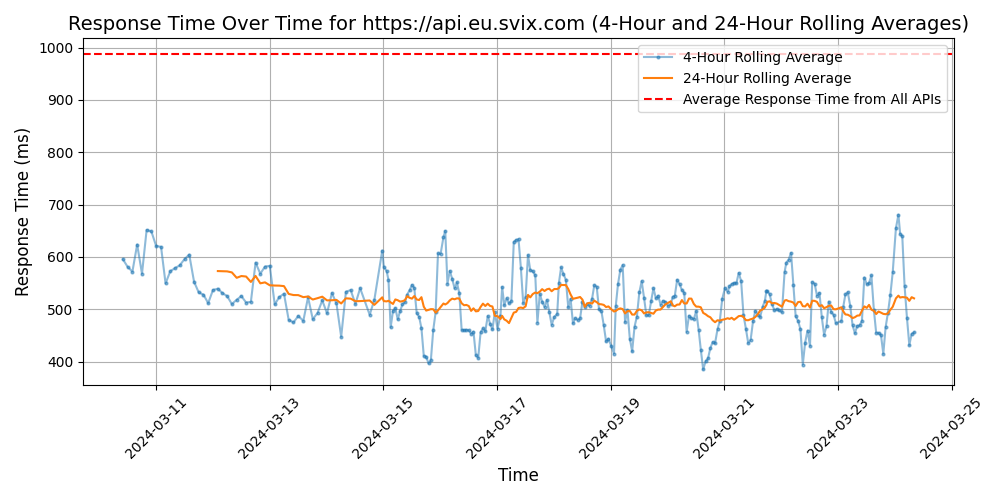 Response Time Over Time for https://api.eu.svix.com (4-Hour and 24-Hour Rolling Averages)
Response Time (ms)
1000
900
800
700
600
500
400
4-Hour Rolling Average
24-Hour Rolling Average
Average Response Time from All APIs
2024-03-11
2024-03-13
2024-03-15
2024-03-17
2024-03-19
2024-03-21
2024-03-23
2024-03-25
Time